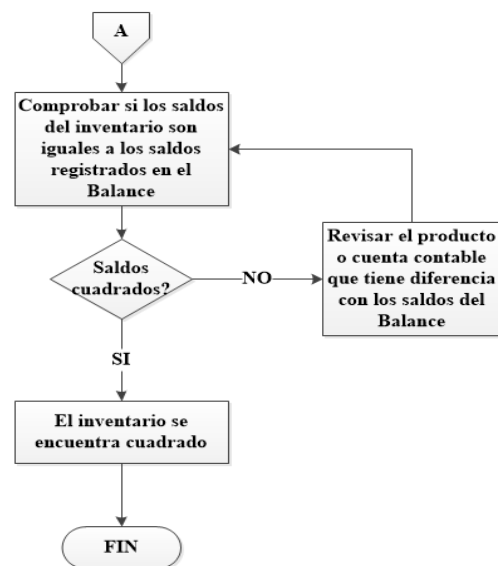 A
Comprobar si los saldos
del inventario son
iguales a los saldos
registrados en el
Balance
Saldos
cuadrados?
NO
Revisar el producto
o cuenta contable
que tiene diferencia
con los saldos del
Balance
SI
El inventario se
encuentra cuadrado
FIN